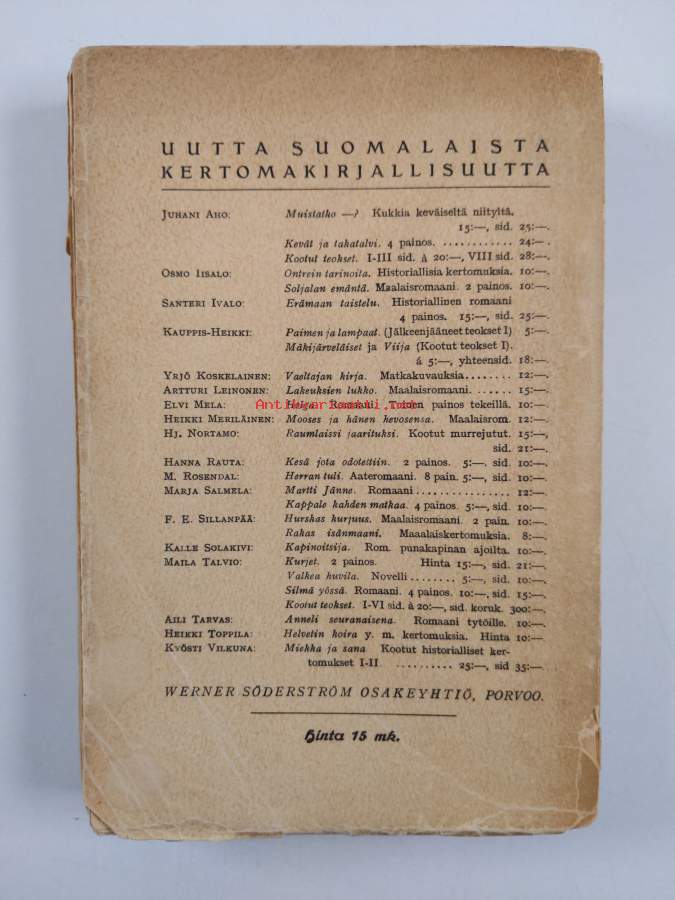 UUTTA SUOMALAISTA
KERTOMAKIRJALLISUUTTA
JUHANI AHO: Muistatko —? Kukkia keväiseltä niityltä.
15:—, sid. 25:—.
Kevät ja takatalvi. 4 painos. ............ 24:—.
Kootut teokset. I-III sid. à 20:—, VIII sid. 28:—.
OSMO IISALO: Ontrein tarinoita. Historiallisia kertomuksia. 10:—.
Soljalan emäntä. Maalaisromaani. 2 painos. 10:—.
SANTERI IVALO: Erämaan taistelu. Historiallinen romaani
4 painos. 15:—, sid. 25:—.
KAUPPIS-HEIKKI: Paimen ja lampaat. (Jälkeenjääneet teokset I) 5:—.
Mäkijärveläiset ja Viija (Kootut teokset I).
á 5:—, yhteensid. 18:—.
YRJÖ KOSKELAINEN: Vaeltajan kirja. Matkakuvauksia....... 12:—.
ARTTURI LEINONEN: Lakeuksien lukko. Maalaisromaani...... 15:—.
ELVI MELA: Helga. Romaani. Toinen painos tekeillä. 10:—.
Antikvariaatti.net
HEIKKI MERILÄINEN: Mooses ja hänen hevosensa. Maalaisrom. 12:—.
HJ. NORTAMO: Raumlaissi jaarituksi. Kootut murrejutut. 15:—,
sid. 21:—.
HANNA RAUTA: Kesä jota odotettiin. 2 painos. 5:—, sid. 10:—.
M. ROSENDAL: Herran tuli. Aateromaani. 8 pain. 5:—, sid. 10:—.
MARJA SALMELA: Martti Jänne. Romaani ............... 12:—.
Kappale kahden matkaa. 4 painos. 5:—, sid. 10:—.
F. E. SILLANPÄÄ: Hurskas kurjuus. Maalaisromaani. 2 pain. 10:—.
Rakas isänmaani. Maaalaiskertomuksia. 8:—.
KALLE SOLAKIVI: Kapinoitsija. Rom. punakapinan ajoilta. 10:—.
MAILA TALVIO: Kurjet. 2 painos. Hinta 15:—, sid. 21:—.
Valkea huvila. Novelli ........ 5:—, sid. 10:—.
Silmä yössä. Romaani. 4 painos. 10:—, sid. 15:—.
Kootut teokset. I-VI sid. à 20:—, sid. koruk. 300:—.
AILI TARVAS: Anneli seuranaisena. Romaani tytöille. 10:—.
HEIKKI TOPPILA: Helvetin koira y. m. kertomuksia. Hinta 10:—
KYÖSTI VILKUNA: Miekka ja sana Kootut historialliset ker-
tomukset I-II .......... 25:—, sid 35:—
WERNER SÖDERSTRÖM OSAKEYHTIÖ, PORVOO.
Hinta 15 mk.